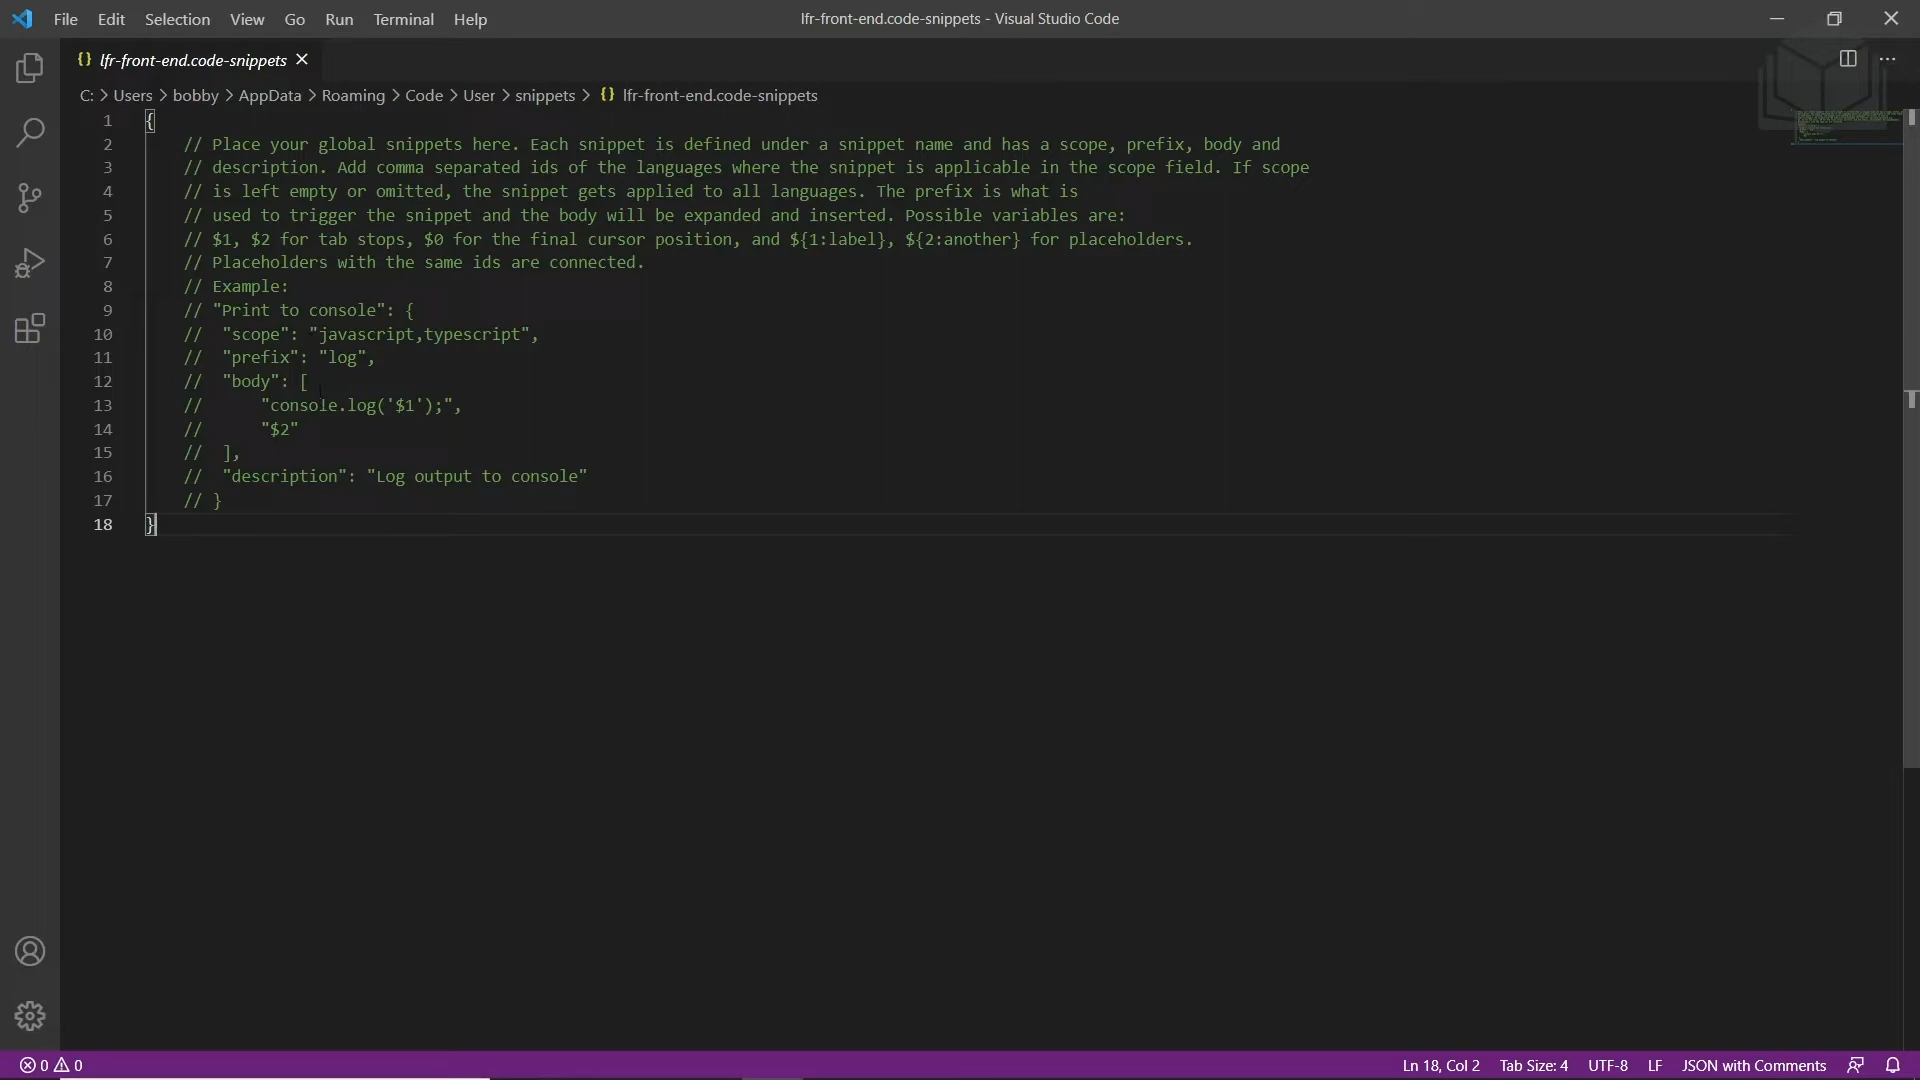 File Edit Selection View Go Run Terminal Help
lfr-front-end.code-snippets - Visual Studio Code
{} lfr-front-end.code-snippets
C: > Users > bobby > AppData > Roaming > Code > User > snippets > {} lfr-front-end.code-snippets
1 {
2 // Place your global snippets here. Each snippet is defined under a snippet name and has a scope, prefix, body and
3 // description. Add comma separated ids of the languages where the snippet is applicable in the scope field. If scope
4 // is left empty or omitted, the snippet gets applied to all languages. The prefix is what is
5 // used to trigger the snippet and the body will be expanded and inserted. Possible variables are:
6 // $1, $2 for tab stops, $0 for the final cursor position, and ${1:label}, ${2:another} for placeholders.
7 // Placeholders with the same ids are connected.
8 // Example:
9 // "Print to console": {
10 // "scope": "javascript,typescript",
11 // "prefix": "log",
12 // "body": [
13 // "console.log('$1');",
14 // "$2"
15 // ],
16 // "description": "Log output to console"
17 // }
18 }
0 0
Ln 18, Col 2 Tab Size: 4 UTF-8 LF JSON with Comments